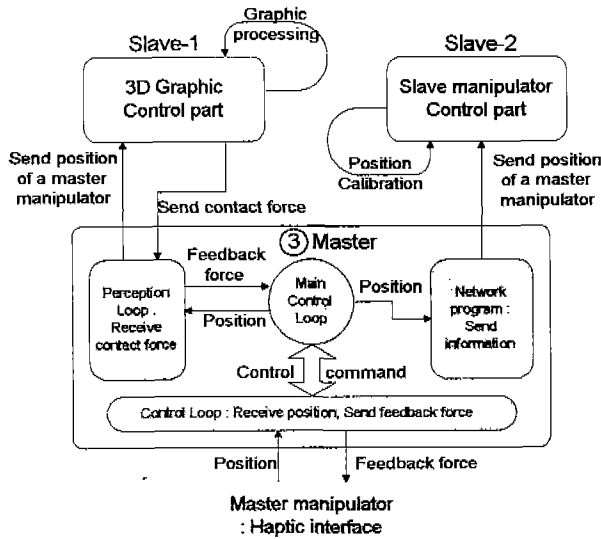 Graphic
processing
Slave-1
Slave-2
3D Graphic
Control part
Slave manipulator
Control part
Send position
of a master
manipulator
Position
Calibration
Send position
of a master
manipulator
Send contact force
③ Master
Feedback
force
Perception
Loop .
Receive
contact force
Position
Main
Control
Loop
Position
Network
program :
Send
information
Control command
Control Loop : Receive position, Send feedback force
Position
Feedback force
Master manipulator
: Haptic interface